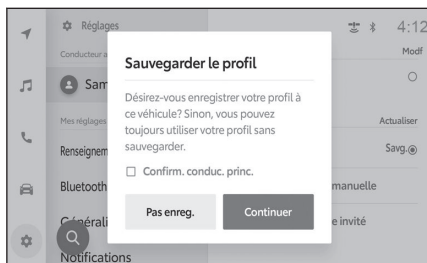 Réglages
4:12
Conducteur a
Modf
Sam
Mes réglages
Actualiser
Renseignem
Savg.
Bluetooth
manuelle
Générali
e invité
Notifications
Sauvegarder le profil
Désirez-vous enregistrer votre profil à
ce véhicule? Sinon, vous pouvez
toujours utiliser votre profil sans
sauvegarder.
Confirm. conduc. princ.
Pas enreg.
Continuer